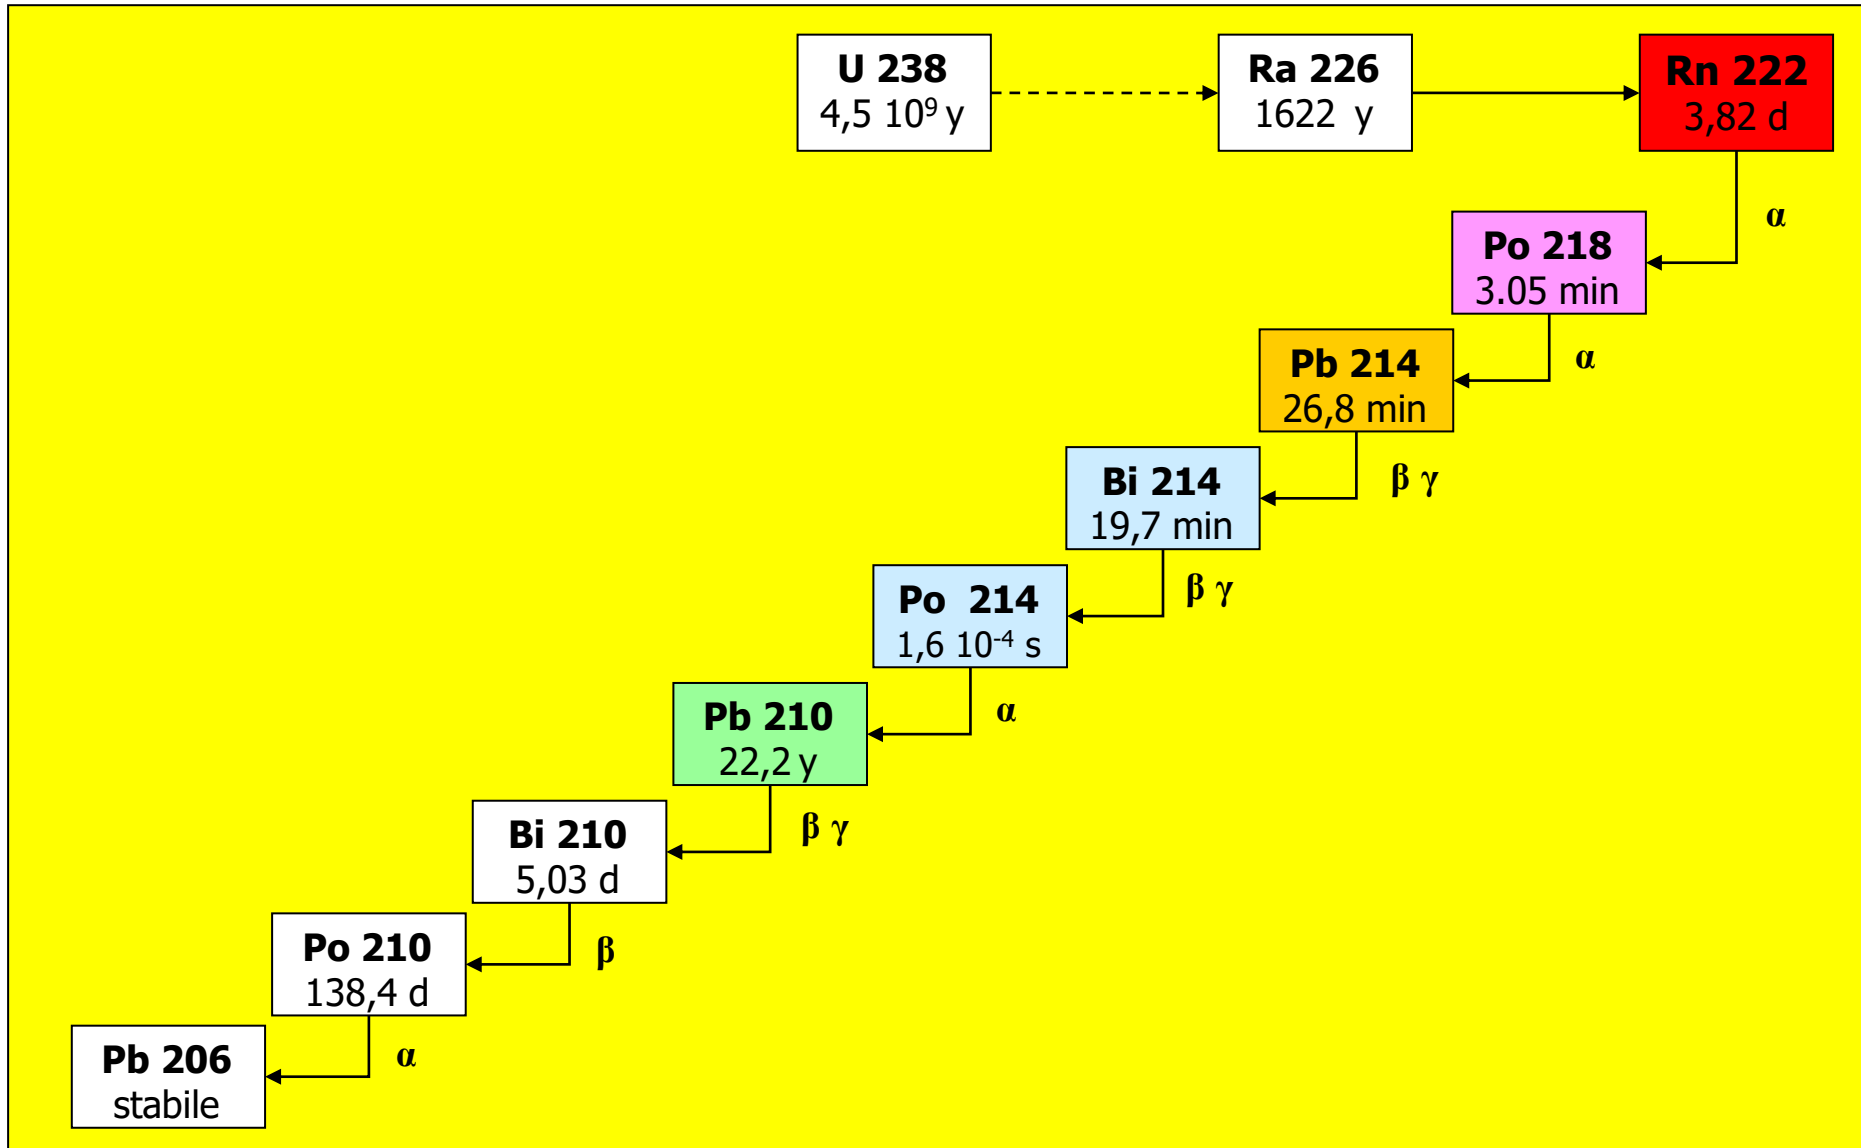 U 238
4,5 10⁹ y
Ra 226
1622 y
Rn 222
3,82 d
α
Po 218
3.05 min
α
Pb 214
26,8 min
β γ
Bi 214
19,7 min
β γ
Po 214
1,6 10⁻⁴ s
α
Pb 210
22,2 y
β γ
Bi 210
5,03 d
β
Po 210
138,4 d
α
Pb 206
stabile